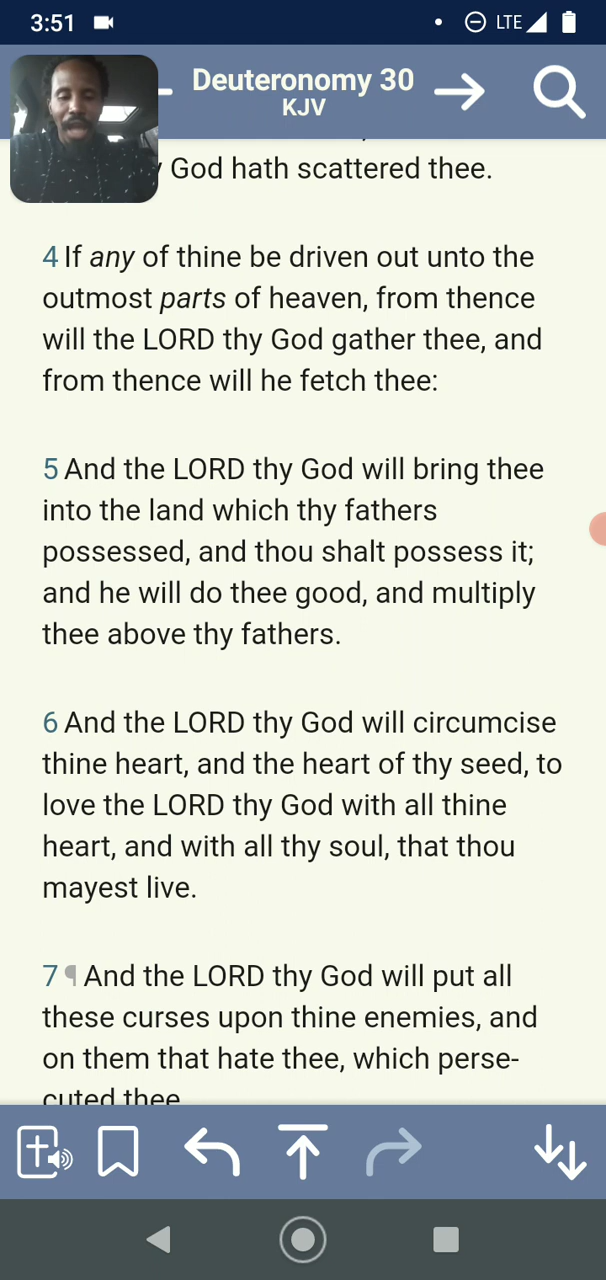 3:51
LTE
Deuteronomy 30
KJV
God hath scattered thee.
4 If any of thine be driven out unto the
outmost parts of heaven, from thence
will the LORD thy God gather thee, and
from thence will he fetch thee:
5 And the LORD thy God will bring thee
into the land which thy fathers
possessed, and thou shalt possess it;
and he will do thee good, and multiply
thee above thy fathers.
6 And the LORD thy God will circumcise
thine heart, and the heart of thy seed, to
love the LORD thy God with all thine
heart, and with all thy soul, that thou
mayest live.
7 ¶ And the LORD thy God will put all
these curses upon thine enemies, and
on them that hate thee, which perse-
cuted thee